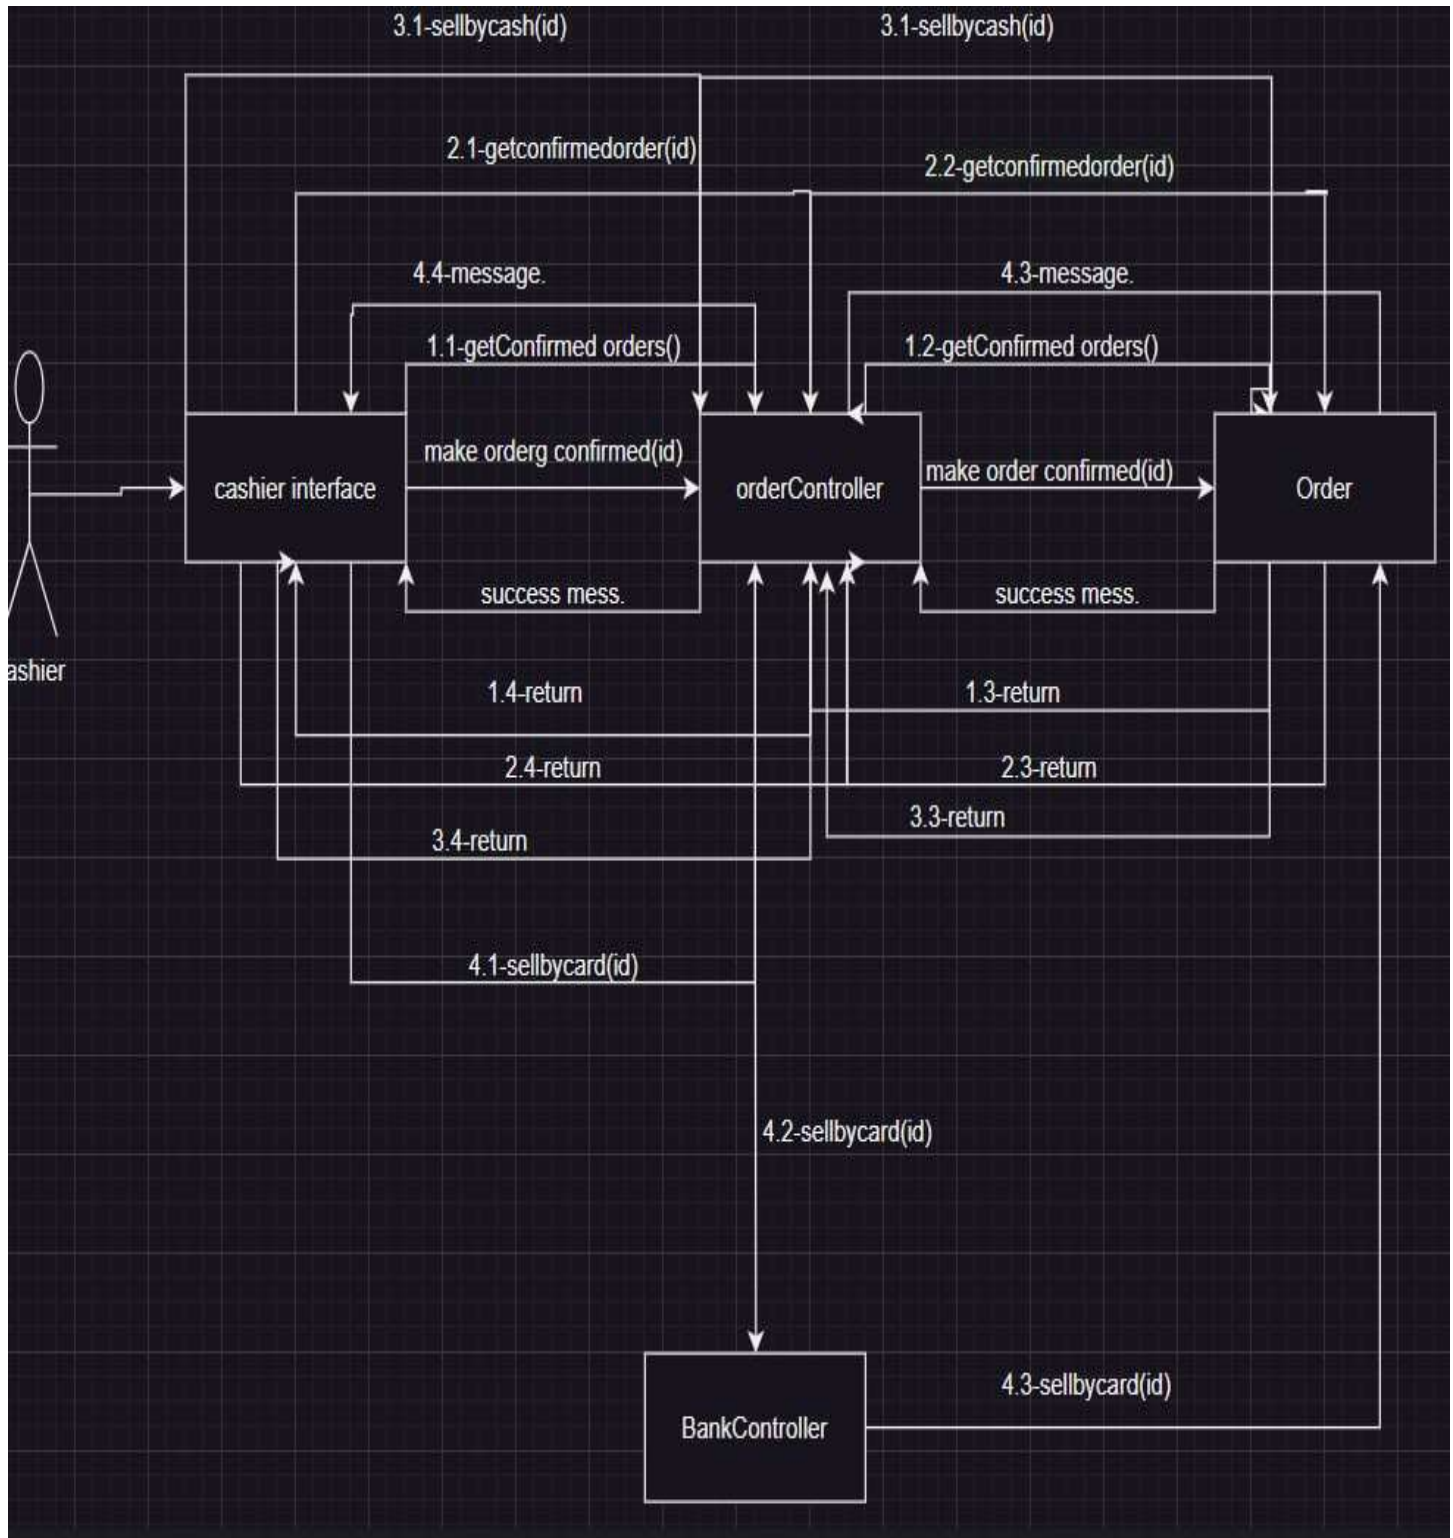 3.1-sellbycash(id)
3.1-sellbycash(id)
2.1-getconfirmedorder(id)
2.2-getconfirmedorder(id)
4.4-message.
4.3-message.
1.1-getConfirmed orders()
1.2-getConfirmed orders()
make orderg confirmed(id)
make order confirmed(id)
cashier interface
orderController
Order
success mess.
success mess.
ashier
1.4-return
1.3-return
2.4-return
2.3-return
3.3-return
3.4-return
4.1-sellbycard(id)
4.2-sellbycard(id)
4.3-sellbycard(id)
BankController